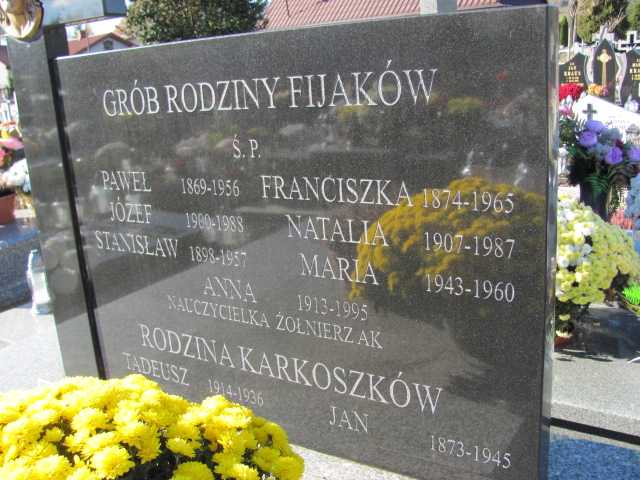 GRÓB RODZINY FIJAKÓW
Ś. P.
PAWEŁ 1869-1956 FRANCISZKA 1874-1965
JÓZEF 1900-1988 NATALIA 1907-1987
STANISŁAW 1898-1957 MARIA 1943-1960
ANNA 1913-1995
NAUCZYCIELKA ŻOŁNIERZ AK
RODZINA KARKOSZKÓW
TADEUSZ 1914-1936 JAN 1873-1945